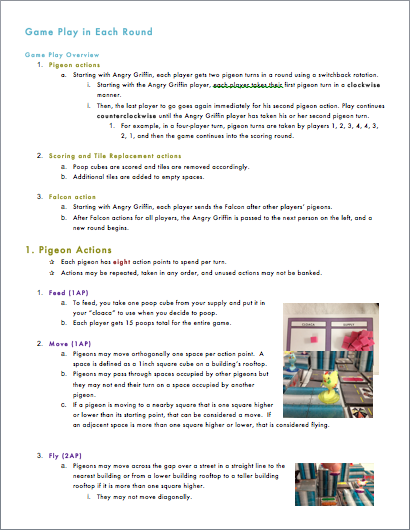 Game Play in Each Round
Game Play Overview
1. Pigeon actions
a. Starting with Angry Griffin, each player gets two pigeon turns in a round using a switchback rotation.
i. Starting with the Angry Griffin player, each player takes their first pigeon turn in a clockwise
manner.
i. Then, the last player to go goes again immediately for his second pigeon action. Play continues
counterclockwise until the Angry Griffin player has taken his or her second pigeon turn.
1. For example, in a four-player turn, pigeon turns are taken by players 1, 2, 3, 4, 4, 3,
2, 1, and then the game continues into the scoring round.
2. Scoring and Tile Replacement actions
a. Poop cubes are scored and tiles are removed accordingly.
b. Additional tiles are added to empty spaces.
3. Falcon action
a. Starting with Angry Griffin, each player sends the Falcon after other players' pigeons.
b. After Falcon actions for all players, the Angry Griffin is passed to the next person on the left, and a
new round begins.
1. Pigeon Actions
☆ Each pigeon has eight action points to spend per turn.
☆ Actions may be repeated, taken in any order, and unused actions may not be banked.
1. Feed (1AP)
a. To feed, you take one poop cube from your supply and put it in
your "cloaca" to use when you decide to poop.
b. Each player gets 15 poops total for the entire game.
2. Move (1AP)
a. Pigeons may move orthogonally one space per action point. A
space is defined as a 1inch square cube on a building's rooftop.
b. Pigeons may pass through spaces occupied by other pigeons but
they may not end their turn on a space occupied by another
pigeon.
c. If a pigeon is moving to a nearby square that is one square higher
or lower than its starting point, that can be considered a move. If
an adjacent space is more than one square higher or lower, that is considered flying.
3. Fly (2AP)
a. Pigeons may move across the gap over a street in a straight line to the
nearest building or from a lower building rooftop to a taller building
rooftop if it is more than one square higher.
i. They may not move diagonally.